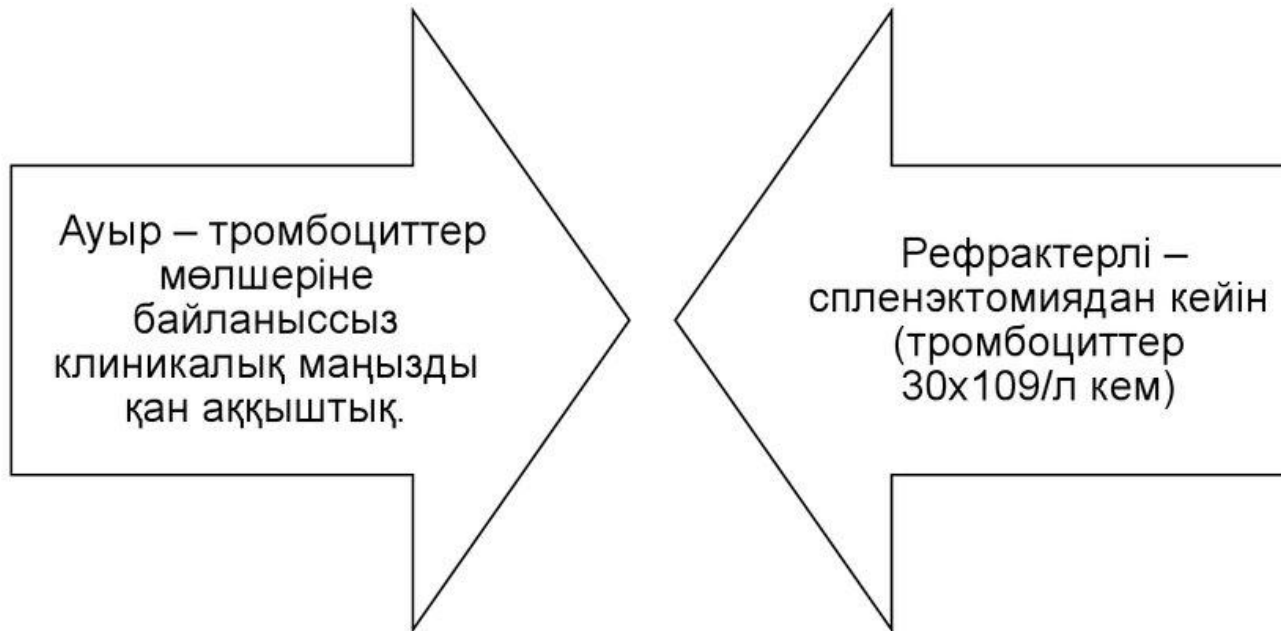 Ауыр – тромбоциттер
мөлшеріне
байланыссыз
клиникалық маңызды
қан аққыштық.
Рефрактерлі –
спленэктомиядан кейін
(тромбоциттер
30х109/л кем)